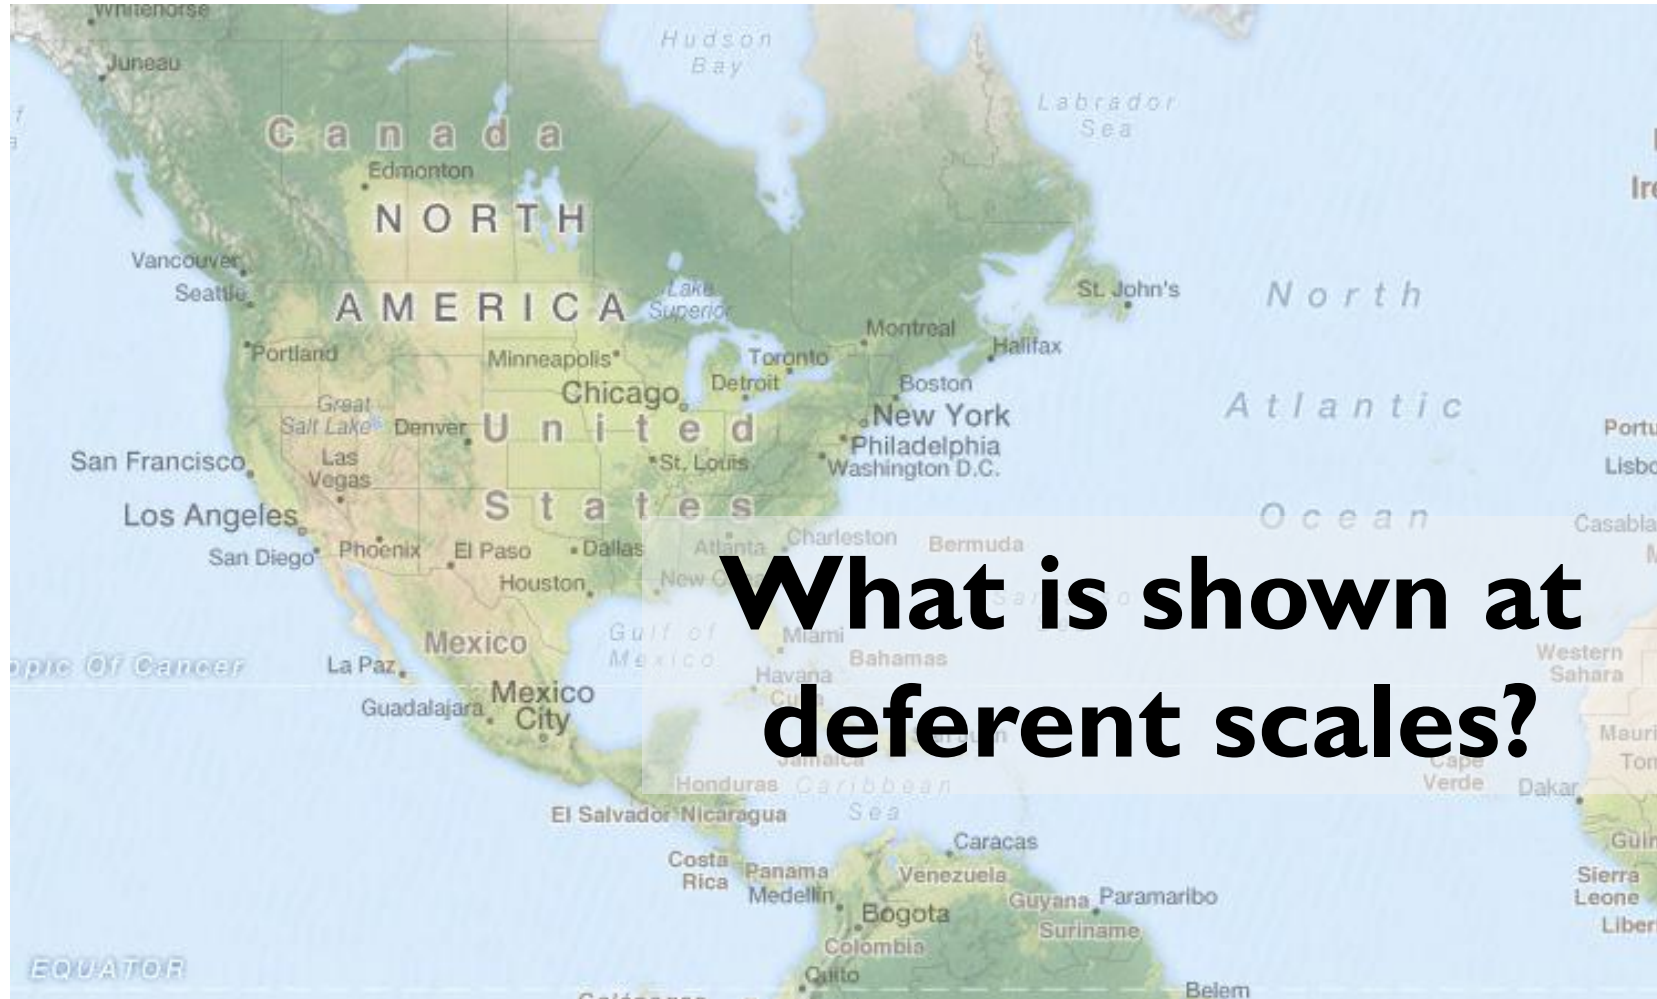 Whitehorse
Juneau
Hudson
Bay
Labrador
Sea
Canada
Edmonton
NORTH
Vancouver
Seattle
AMERICA
Lake
Superior
St. John's
North
Portland
Minneapolis
Montreal
Toronto
Halifax
Chicago
Detroit
Boston
Great
Salt Lake
Denver
United
New York
Atlantic
Philadelphia
Washington D.C.
San Francisco
Las
Vegas
St. Louis
Los Angeles
States
Ocean
San Diego
Phoenix
El Paso
Dallas
Atlanta
Charleston
Bermuda
Houston
New
What is shown at
deferent scales?
Gulf of
Mexico
Miami
Bahamas
Havana
Cuba
Mexico
Western
Sahara
Of Cancer
La Paz
Guadalajara
Mexico
City
Jamaica
Cape
Verde
Dakar
Honduras
Caribbean
Sea
El Salvador
Nicaragua
Costa
Rica
Panama
Caracas
Venezuela
Medellin
Guyana
Paramaribo
Bogota
Suriname
Colombia
Sierra
Leone
EQUATOR
Quito
Belem